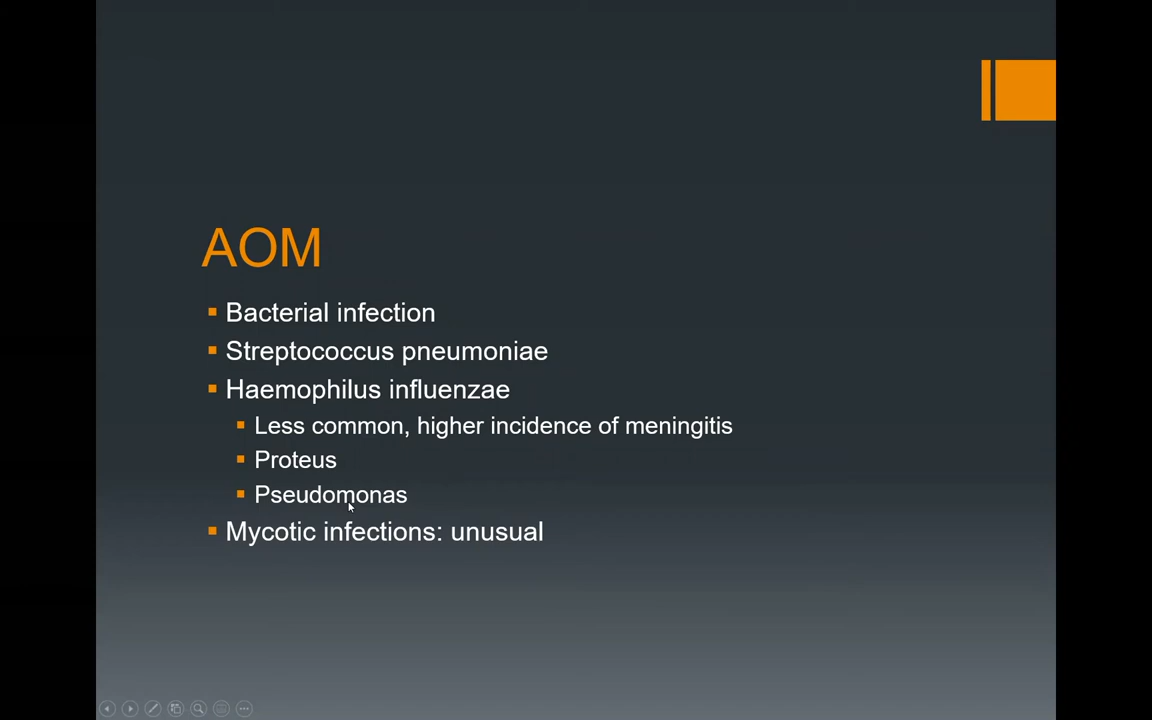 AOM
Bacterial infection
Streptococcus pneumoniae
Haemophilus influenzae
Less common, higher incidence of meningitis
Proteus
Pseudomonas
Mycotic infections: unusual